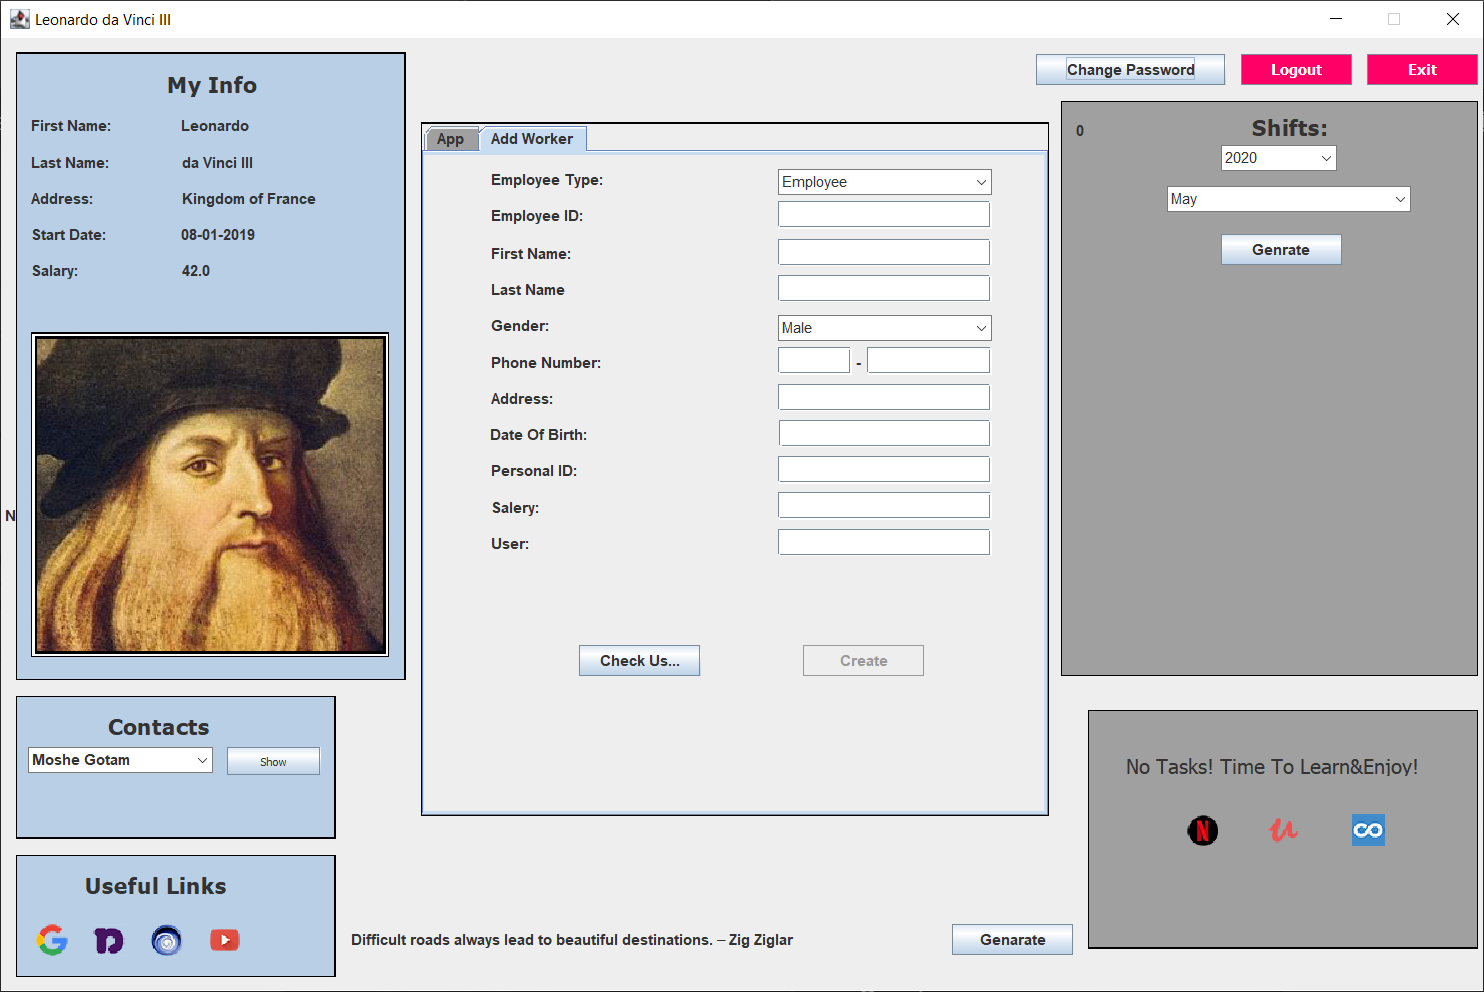 Leonardo da Vinci III
My Info
First Name: Leonardo
Last Name: da Vinci III
Address: Kingdom of France
Start Date: 08-01-2019
Salary: 42.0
N
Contacts
Moshe Gotam Show
Useful Links
App Add Worker
Employee Type: Employee
Employee ID:
First Name:
Last Name
Gender: Male
Phone Number: -
Address:
Date Of Birth:
Personal ID:
Salery:
User:
Check Us... Create
Difficult roads always lead to beautiful destinations. – Zig Ziglar
Genarate
Change Password Logout Exit
0 Shifts:
2020
May
Genrate
No Tasks! Time To Learn&Enjoy!